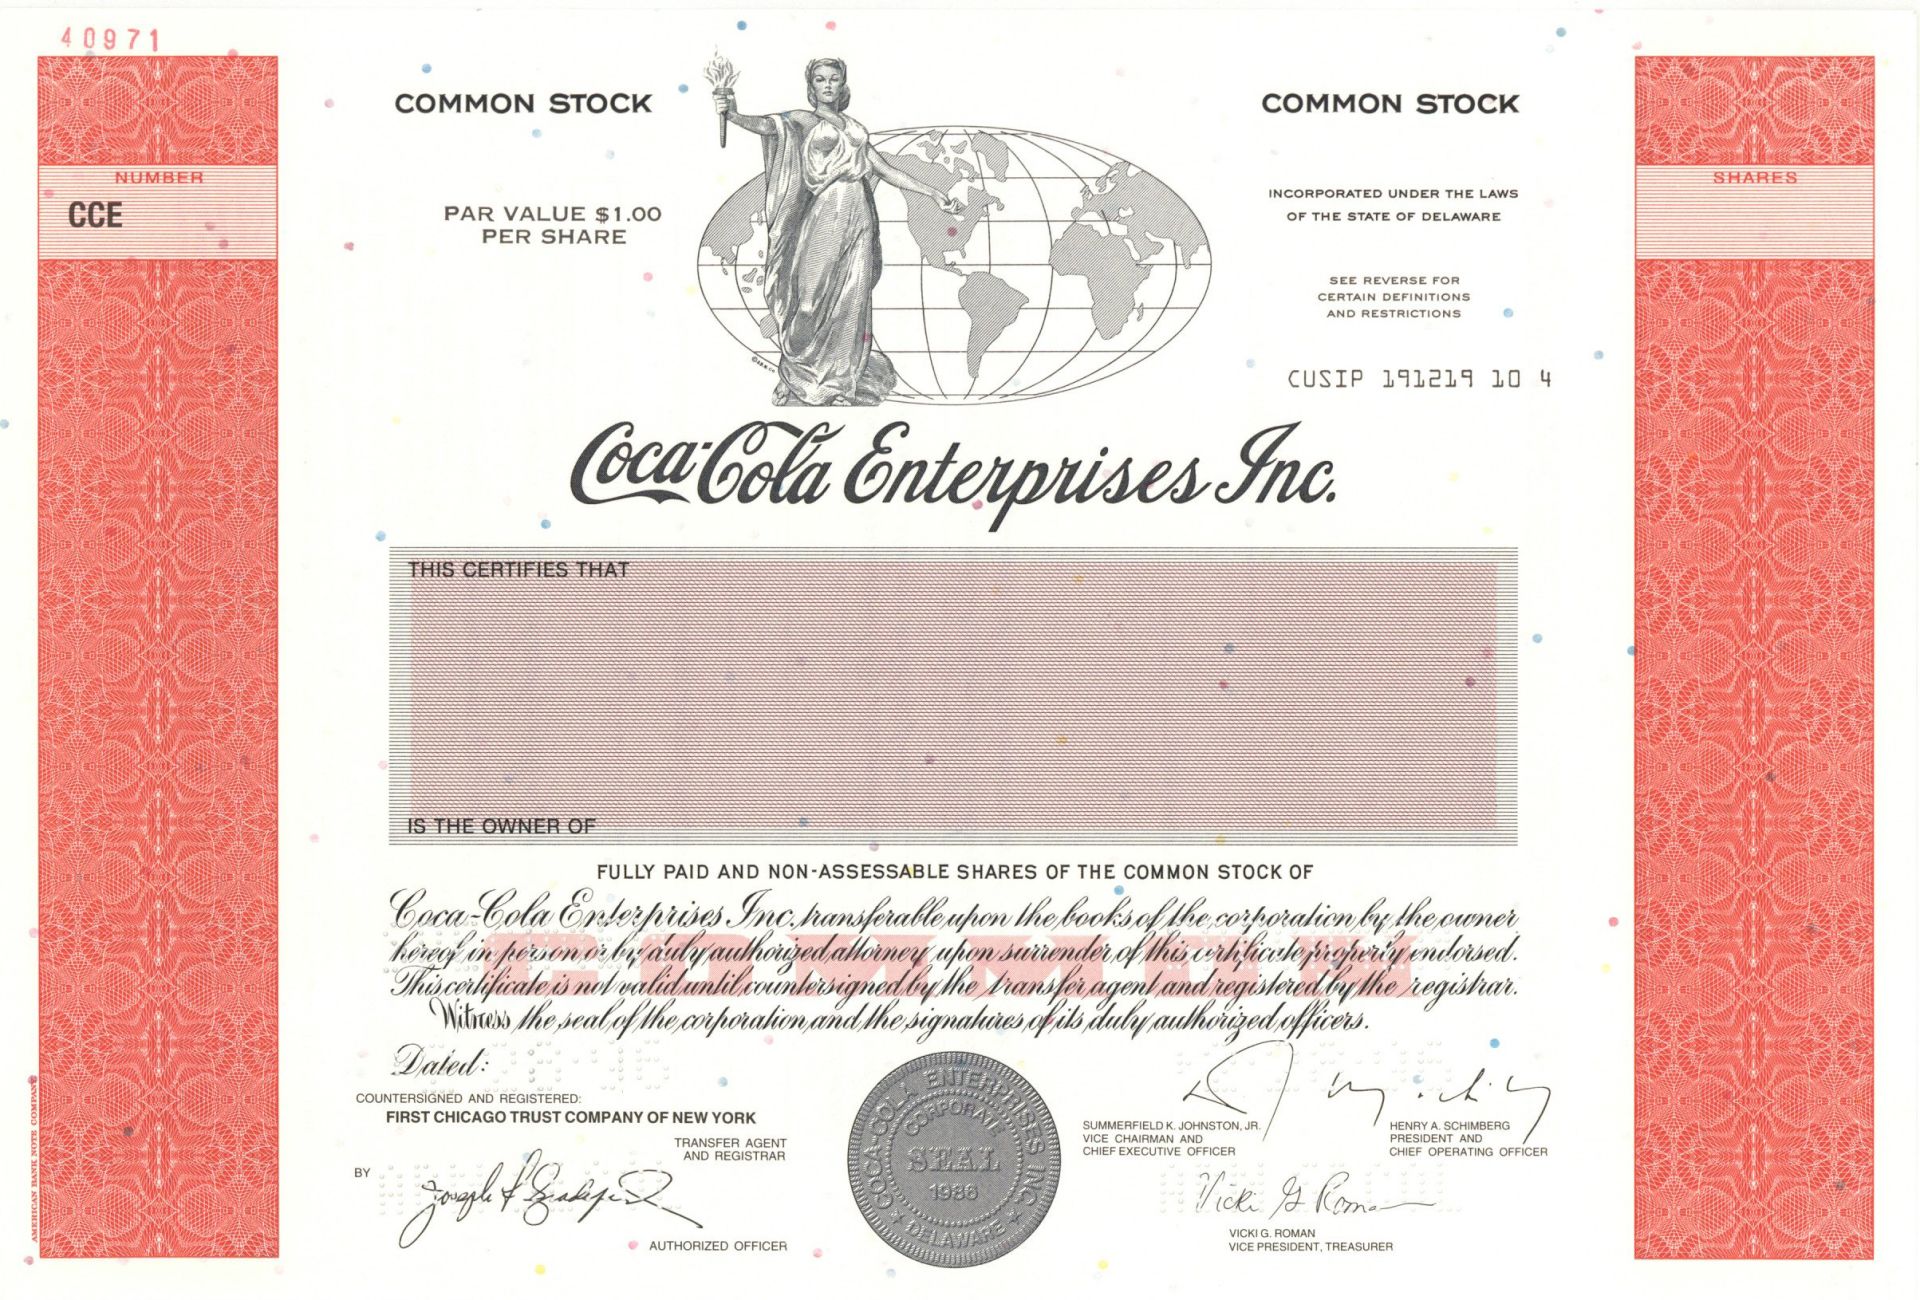 40971
COMMON STOCK
COMMON STOCK
NUMBER
CCE
SHARES
PAR VALUE $1.00
PER SHARE
INCORPORATED UNDER THE LAWS
OF THE STATE OF DELAWARE
SEE REVERSE FOR
CERTAIN DEFINITIONS
AND RESTRICTIONS
CUSIP 191219 10 4
Coca-Cola Enterprises Inc.
THIS CERTIFIES THAT
IS THE OWNER OF
FULLY PAID AND NON-ASSESSABLE SHARES OF THE COMMON STOCK OF
Coca-Cola Enterprises Inc., transferable upon the books of the corporation by the owner
hereof in person or by duly authorized attorney upon surrender of this certificate properly endorsed.
This certificate is not valid until countersigned by the transfer agent and registered by the registrar.
Witness the seal of the corporation and the signatures of its duly authorized officers.
COMMON
Dated:
COUNTERSIGNED AND REGISTERED:
FIRST CHICAGO TRUST COMPANY OF NEW YORK
TRANSFER AGENT
AND REGISTRAR
BY
AUTHORIZED OFFICER
COCA-COLA ENTERPRISES INC.
CORPORATE
SEAL
1986
DELAWARE
SUMMERFIELD K. JOHNSTON, JR.
VICE CHAIRMAN AND
CHIEF EXECUTIVE OFFICER
HENRY A. SCHIMBERG
PRESIDENT AND
CHIEF OPERATING OFFICER
Vicki G Roman
VICKI G. ROMAN
VICE PRESIDENT, TREASURER
AMERICAN BANK NOTE COMPANY